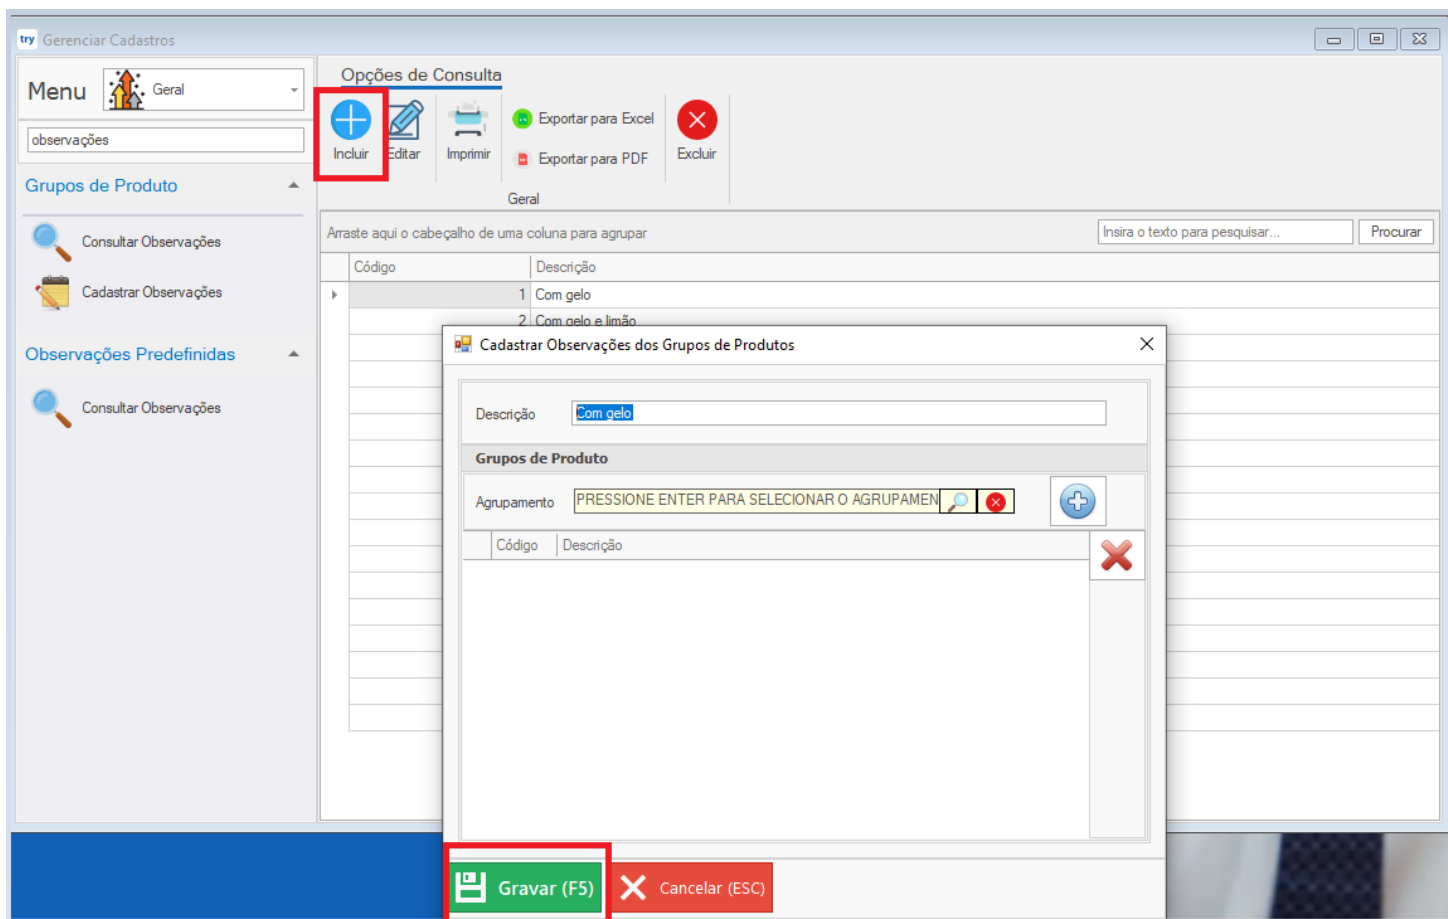 try Gerenciar Cadastros
Menu Geral
observações
Grupos de Produto
Consultar Observações
Cadastrar Observações
Observações Predefinidas
Consultar Observações
Opções de Consulta
Incluir
Editar
Imprimir
Exportar para Excel
Exportar para PDF
Excluir
Geral
Arraste aqui o cabeçalho de uma coluna para agrupar
Insira o texto para pesquisar...
Procurar
Código Descrição
1 Com gelo
2 Com gelo e limão
Cadastrar Observações dos Grupos de Produtos
Descrição Com gelo
Grupos de Produto
Agrupamento PRESSIONE ENTER PARA SELECIONAR O AGRUPAMEN
Código Descrição
Gravar (F5)
Cancelar (ESC)